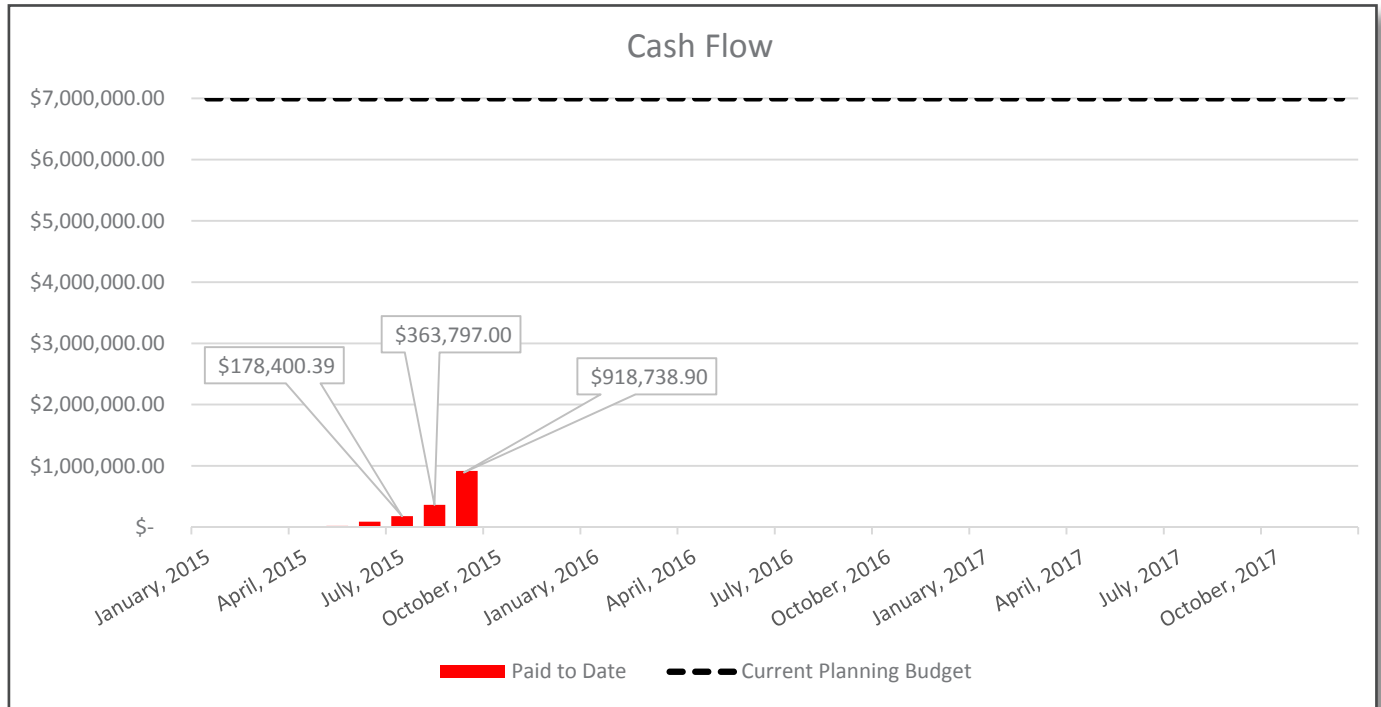 Cash Flow
$7,000,000.00
$6,000,000.00
$5,000,000.00
$4,000,000.00
$3,000,000.00
$2,000,000.00
$1,000,000.00
$-
$178,400.39
$363,797.00
$918,738.90
January, 2015
April, 2015
July, 2015
October, 2015
January, 2016
April, 2016
July, 2016
October, 2016
January, 2017
April, 2017
July, 2017
October, 2017
Paid to Date
Current Planning Budget